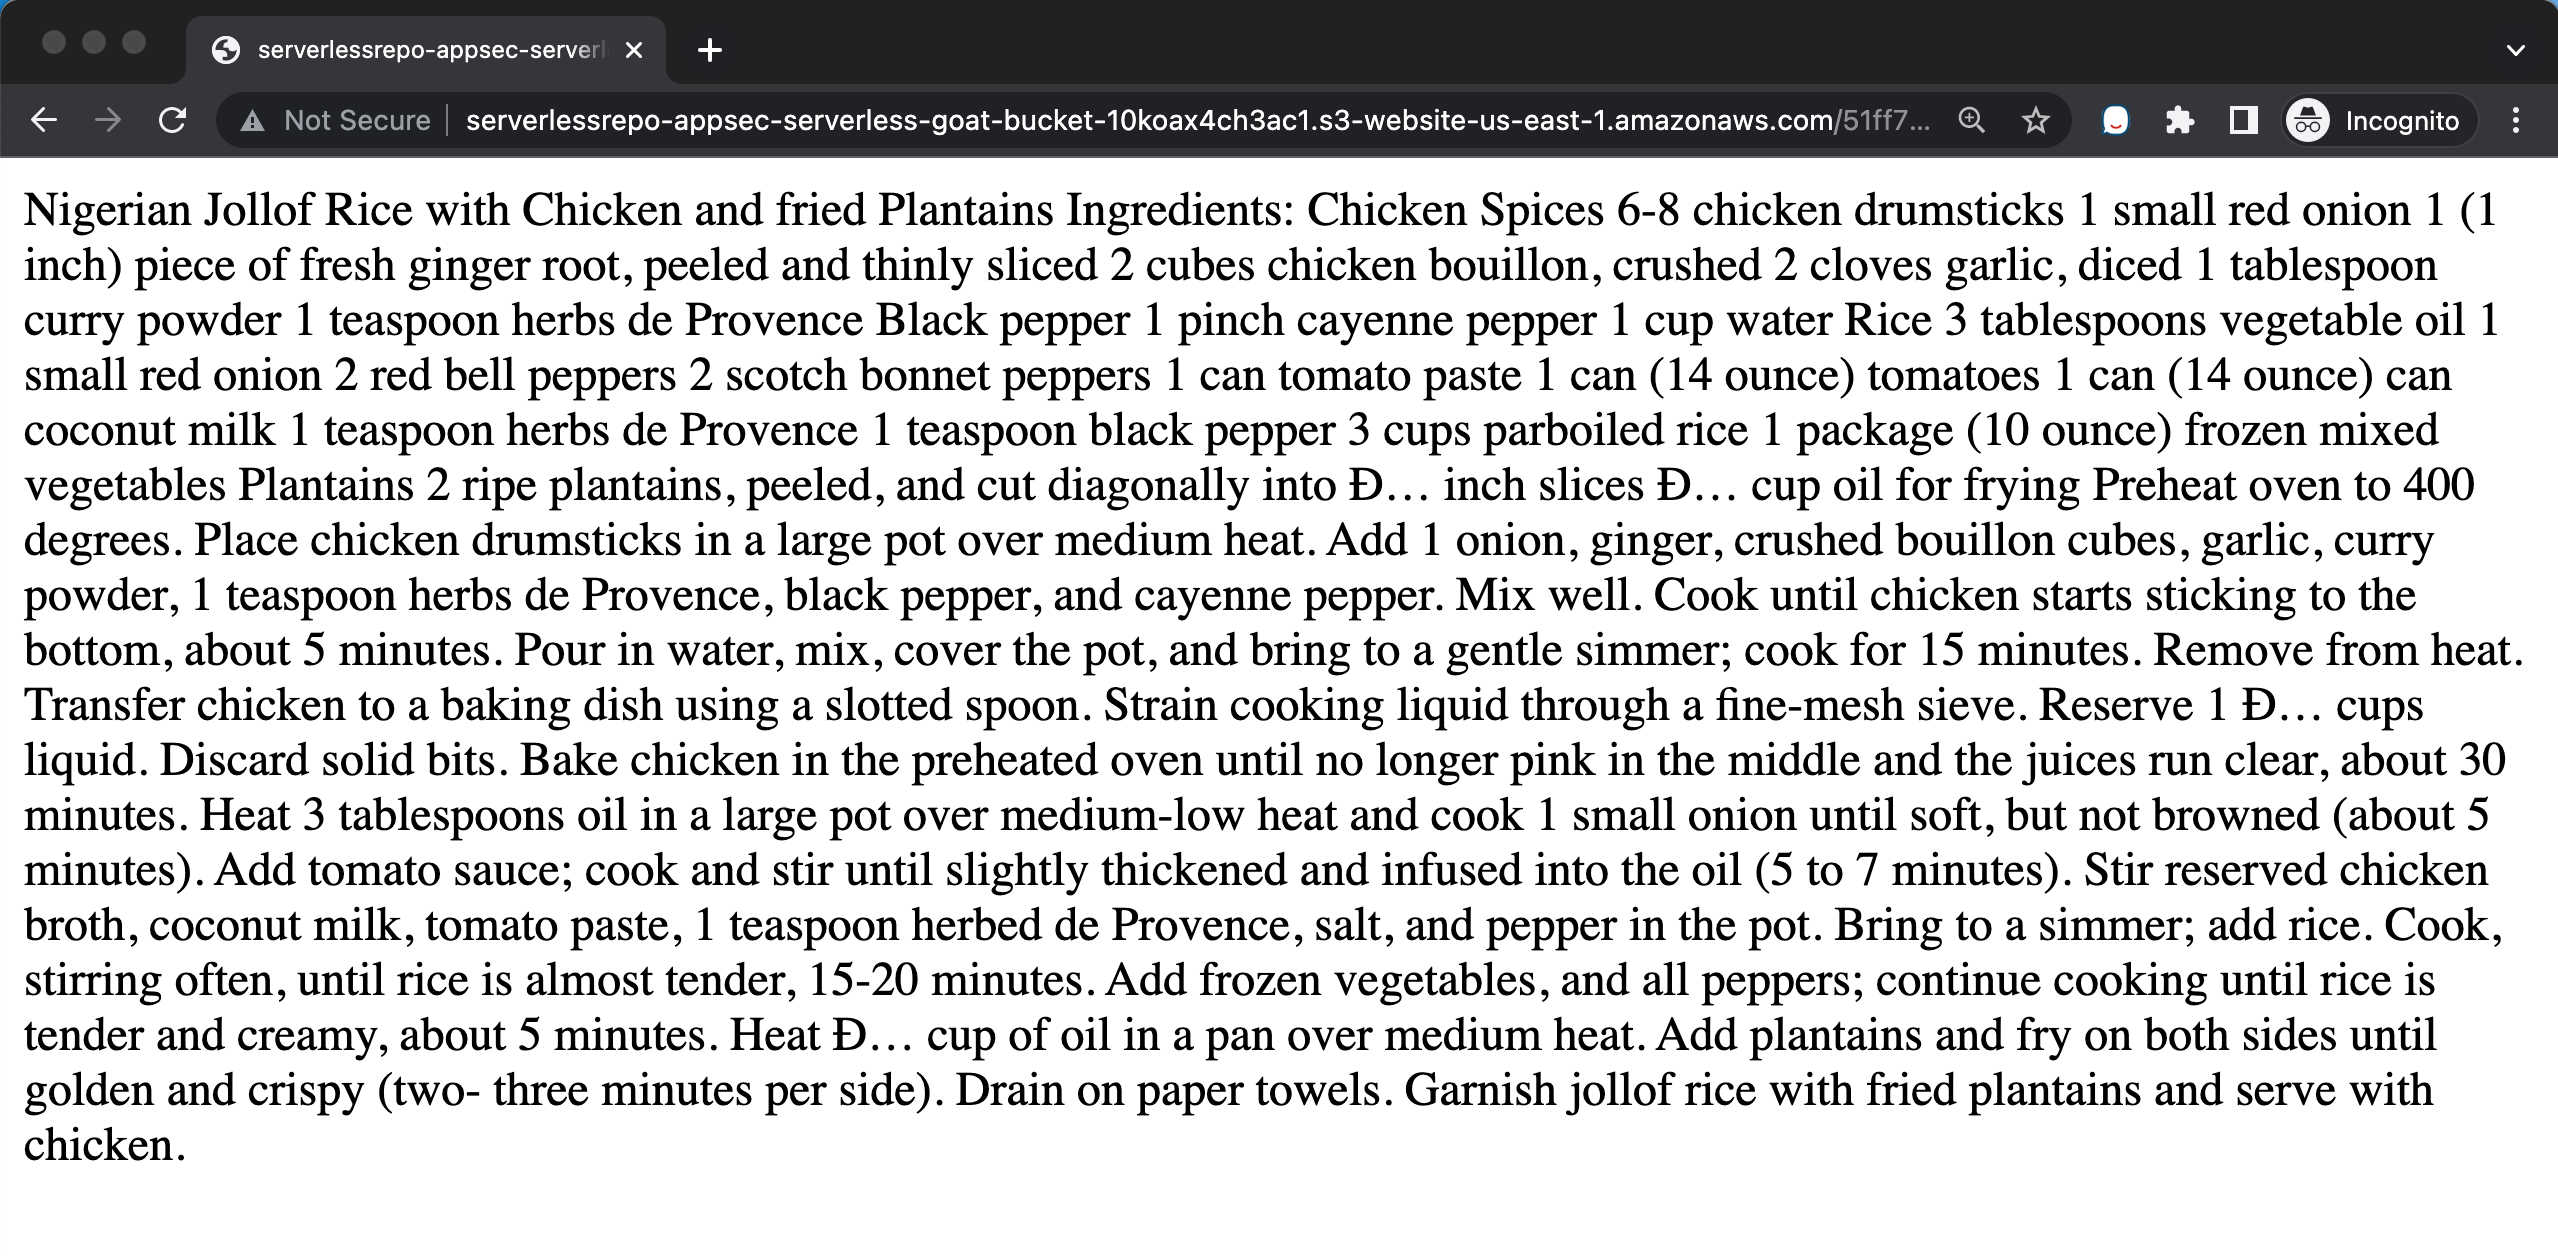 serverlessrepo-appsec-serverl
Not Secure serverlessrepo-appsec-serverless-goat-bucket-10koax4ch3ac1.s3-website-us-east-1.amazonaws.com/51ff7... Incognito
Nigerian Jollof Rice with Chicken and fried Plantains Ingredients: Chicken Spices 6-8 chicken drumsticks 1 small red onion 1 (1
inch) piece of fresh ginger root, peeled and thinly sliced 2 cubes chicken bouillon, crushed 2 cloves garlic, diced 1 tablespoon
curry powder 1 teaspoon herbs de Provence Black pepper 1 pinch cayenne pepper 1 cup water Rice 3 tablespoons vegetable oil 1
small red onion 2 red bell peppers 2 scotch bonnet peppers 1 can tomato paste 1 can (14 ounce) tomatoes 1 can (14 ounce) can
coconut milk 1 teaspoon herbs de Provence 1 teaspoon black pepper 3 cups parboiled rice 1 package (10 ounce) frozen mixed
vegetables Plantains 2 ripe plantains, peeled, and cut diagonally into Ð… inch slices Ð… cup oil for frying Preheat oven to 400
degrees. Place chicken drumsticks in a large pot over medium heat. Add 1 onion, ginger, crushed bouillon cubes, garlic, curry
powder, 1 teaspoon herbs de Provence, black pepper, and cayenne pepper. Mix well. Cook until chicken starts sticking to the
bottom, about 5 minutes. Pour in water, mix, cover the pot, and bring to a gentle simmer; cook for 15 minutes. Remove from heat.
Transfer chicken to a baking dish using a slotted spoon. Strain cooking liquid through a fine-mesh sieve. Reserve 1 Ð… cups
liquid. Discard solid bits. Bake chicken in the preheated oven until no longer pink in the middle and the juices run clear, about 30
minutes. Heat 3 tablespoons oil in a large pot over medium-low heat and cook 1 small onion until soft, but not browned (about 5
minutes). Add tomato sauce; cook and stir until slightly thickened and infused into the oil (5 to 7 minutes). Stir reserved chicken
broth, coconut milk, tomato paste, 1 teaspoon herbed de Provence, salt, and pepper in the pot. Bring to a simmer; add rice. Cook,
stirring often, until rice is almost tender, 15-20 minutes. Add frozen vegetables, and all peppers; continue cooking until rice is
tender and creamy, about 5 minutes. Heat Ð… cup of oil in a pan over medium heat. Add plantains and fry on both sides until
golden and crispy (two- three minutes per side). Drain on paper towels. Garnish jollof rice with fried plantains and serve with
chicken.